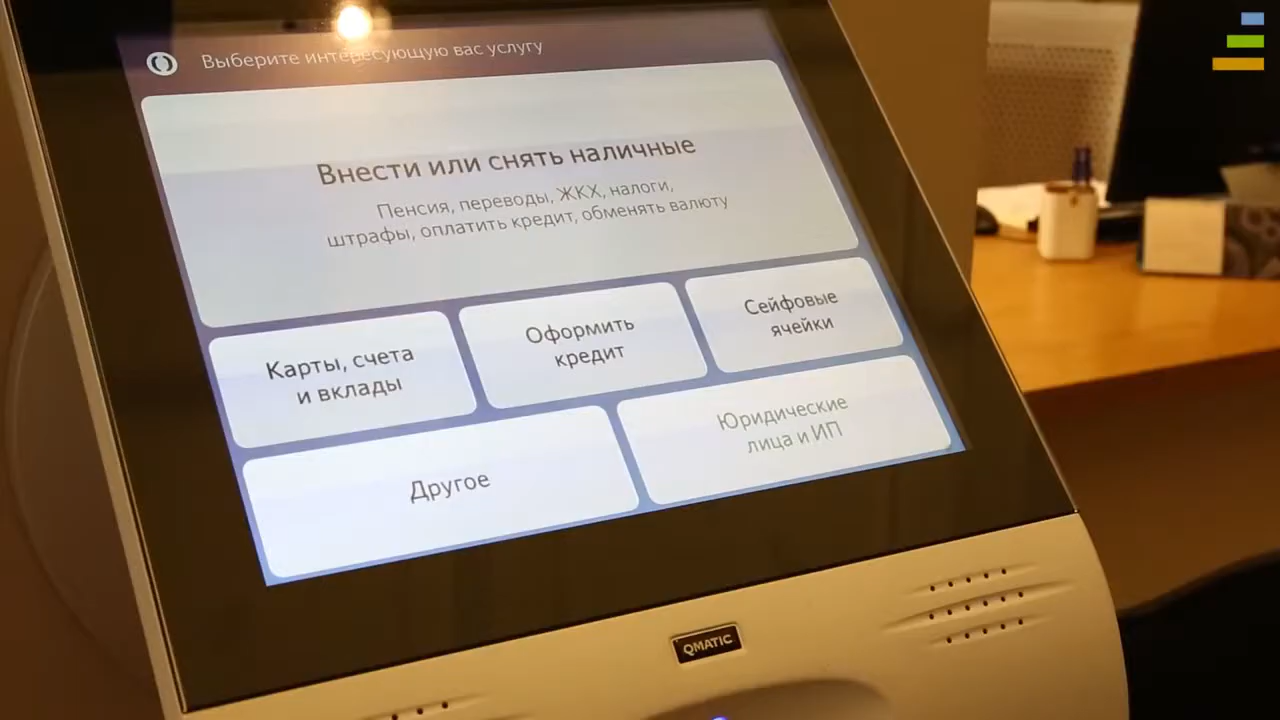 Выберите интересующую вас услугу
Внести или снять наличные
Пенсия, переводы, ЖКХ, налоги,
штрафы, оплатить кредит, обменять валюту
Карты, счета
и вклады
Оформить
кредит
Сейфовые
ячейки
Другое
Юридические
лица и ИП
QMATIC